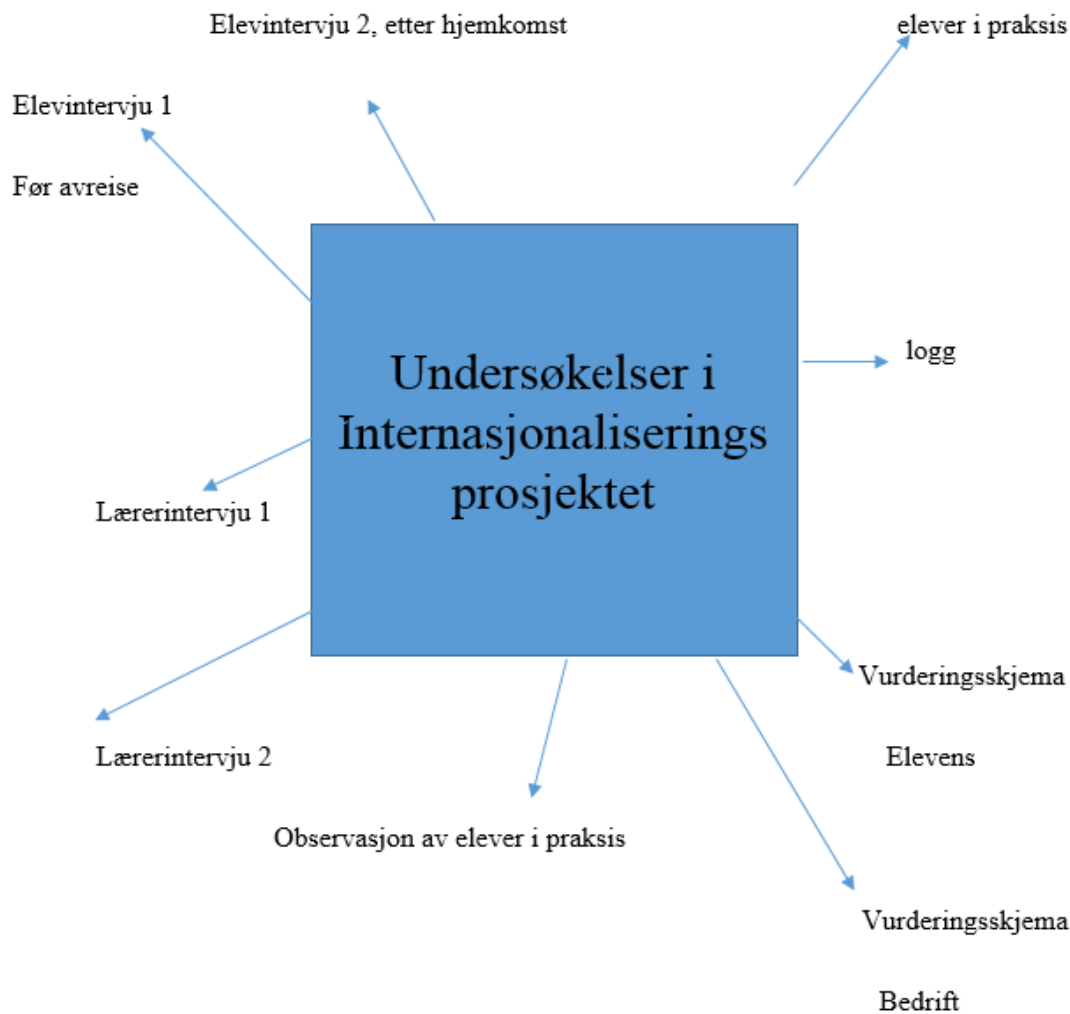 Elevintervju 2, etter hjemkomst
elever i praksis
Elevintervju 1
Før avreise
Undersøkelser i
Internasjonaliserings
prosjektet
logg
Lærerintervju 1
Lærerintervju 2
Vurderingsskjema
Elevens
Observasjon av elever i praksis
Vurderingsskjema
Bedrift